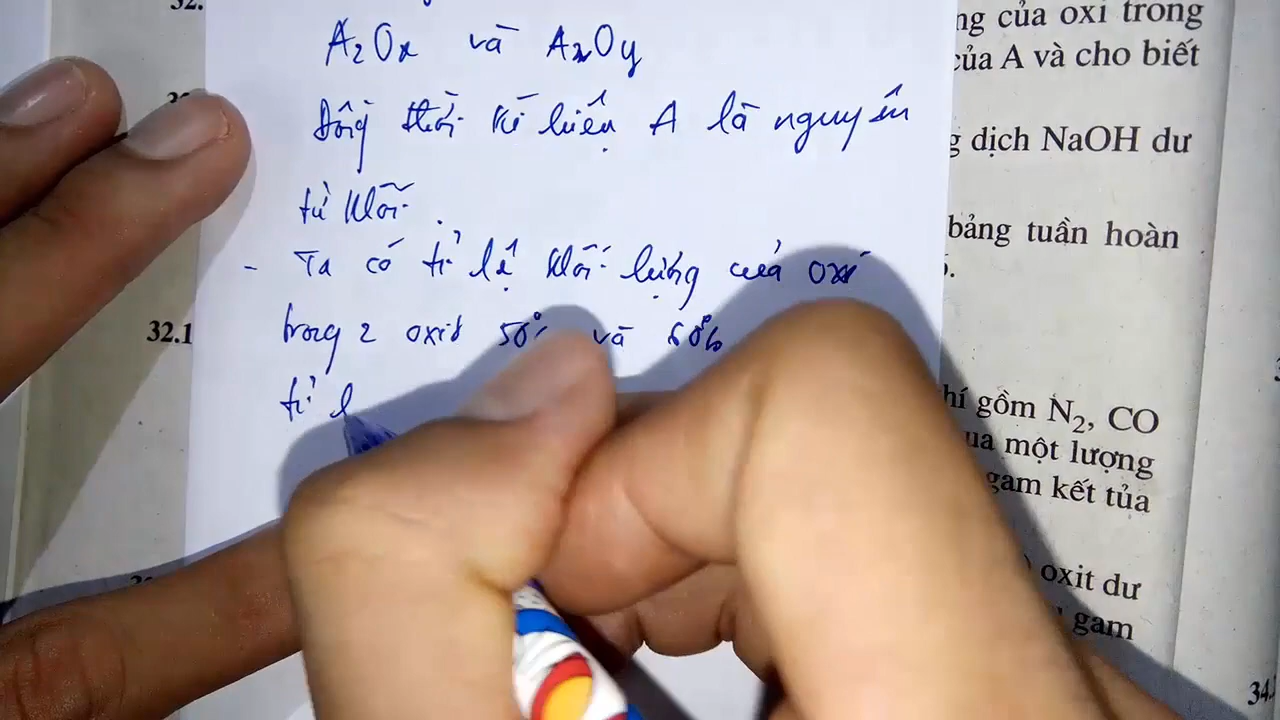 32.
A₂Oₓ và A₂Oy
Đồng thời kí hiệu A là nguyên
tử khối.
- Ta có tỉ lệ khối lượng của oxi
trong 2 oxit 50% và 60%
tỉ l
32.1
ng của oxi trong
của A và cho biết
g dịch NaOH dư
bảng tuần hoàn
hí gồm N₂, CO
ua một lượng
gam kết tủa
) oxit dư
gam
34.